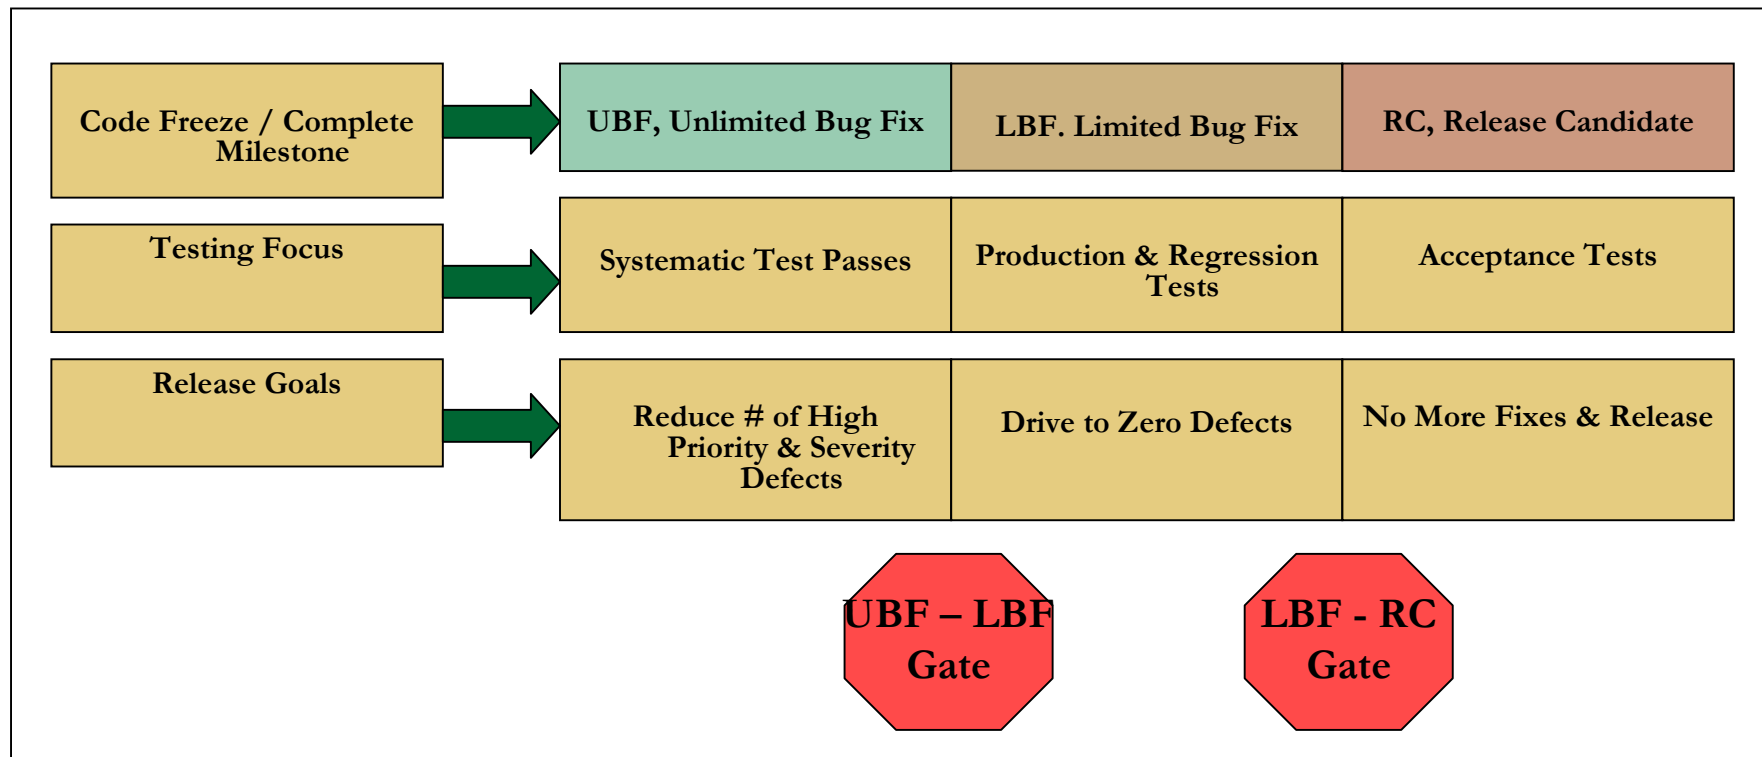 Code Freeze / Complete
Milestone
UBF, Unlimited Bug Fix
LBF. Limited Bug Fix
RC, Release Candidate
Testing Focus
Systematic Test Passes
Production & Regression
Tests
Acceptance Tests
Release Goals
Reduce # of High
Priority & Severity
Defects
Drive to Zero Defects
No More Fixes & Release
UBF – LBF
Gate
LBF - RC
Gate